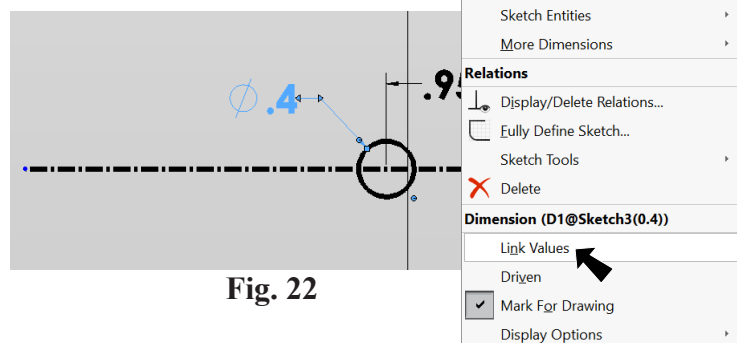 Ø .4
.95
Fig. 22
Sketch Entities
More Dimensions
Relations
Display/Delete Relations...
Fully Define Sketch...
Sketch Tools
Delete
Dimension (D1@Sketch3(0.4))
Link Values
Driven
Mark For Drawing
Display Options